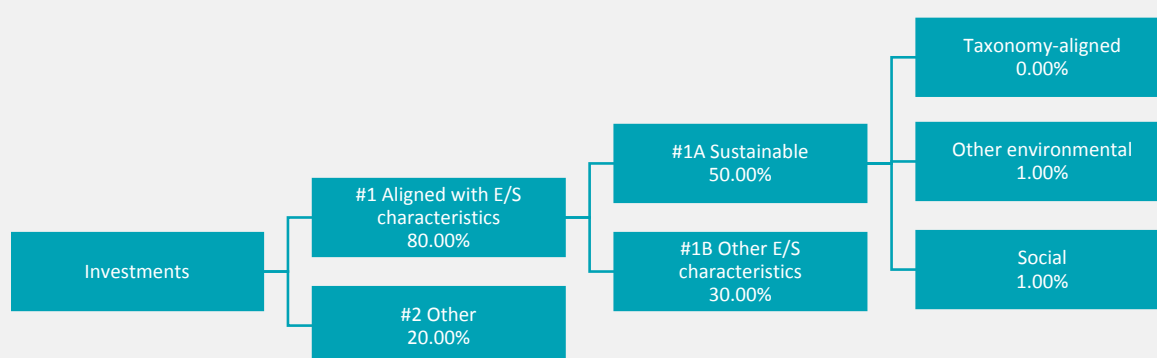 Investments
#1 Aligned with E/S
characteristics
80.00%
#2 Other
20.00%
#1A Sustainable
50.00%
#1B Other E/S
characteristics
30.00%
Taxonomy-aligned
0.00%
Other environmental
1.00%
Social
1.00%